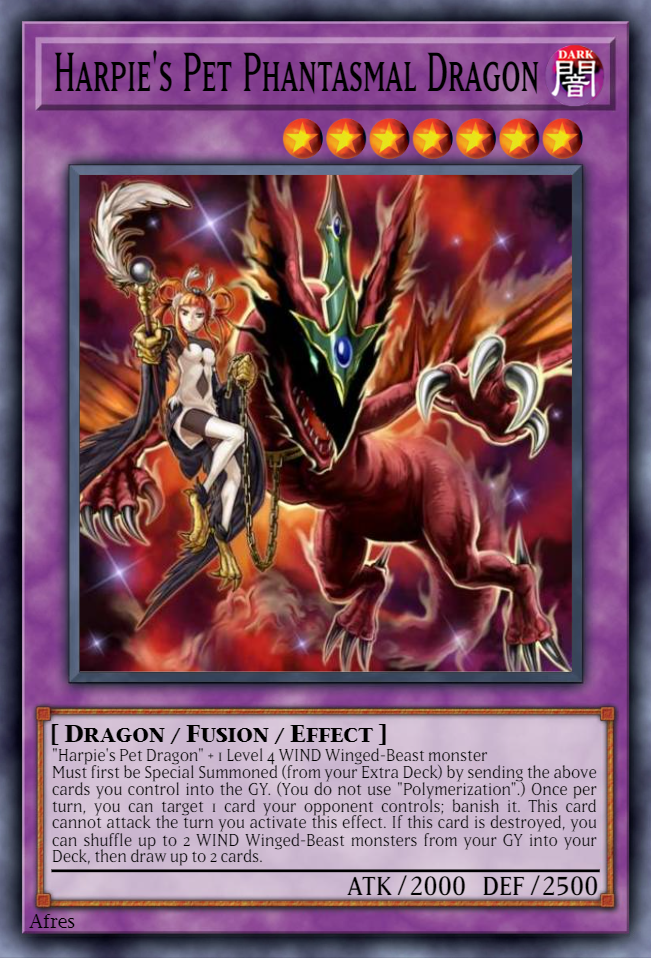 Harpie's Pet Phantasmal Dragon
DARK
闇
[ Dragon / Fusion / Effect ]
"Harpie's Pet Dragon" + 1 Level 4 WIND Winged-Beast monster
Must first be Special Summoned (from your Extra Deck) by sending the above
cards you control into the GY. (You do not use "Polymerization".) Once per
turn, you can target 1 card your opponent controls; banish it. This card
cannot attack the turn you activate this effect. If this card is destroyed, you
can shuffle up to 2 WIND Winged-Beast monsters from your GY into your
Deck, then draw up to 2 cards.
ATK / 2000 DEF / 2500
Afres